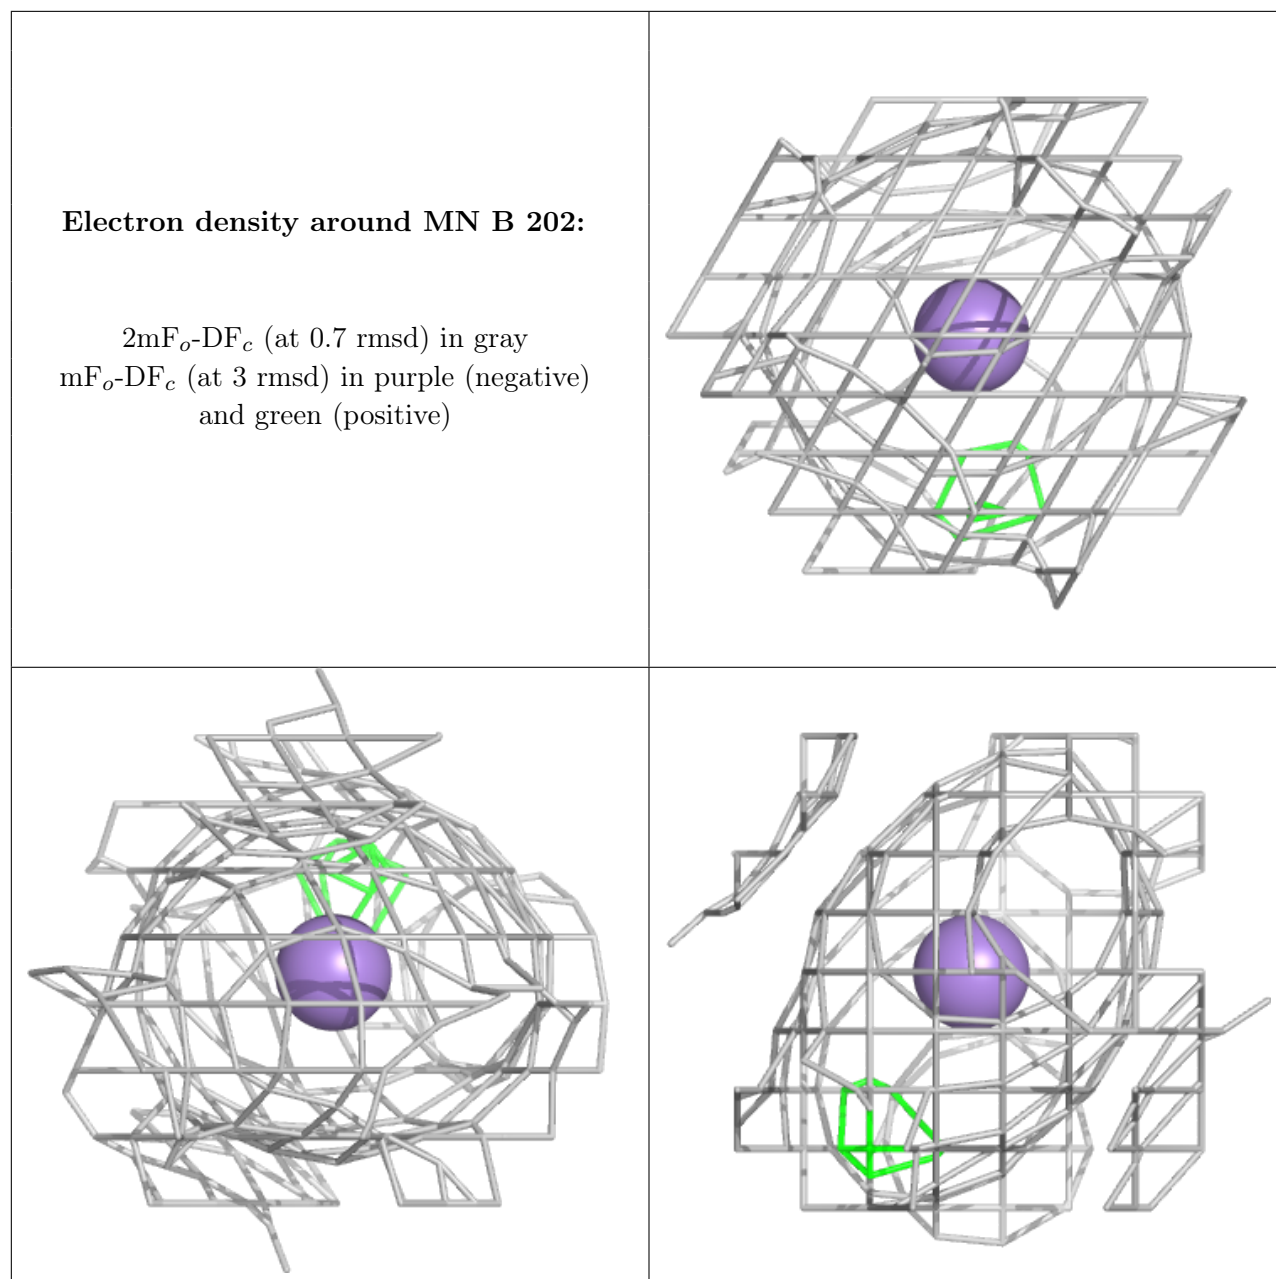 Electron density around MN B 202:
2mFo-DFc (at 0.7 rmsd) in gray
mFo-DFc (at 3 rmsd) in purple (negative)
and green (positive)